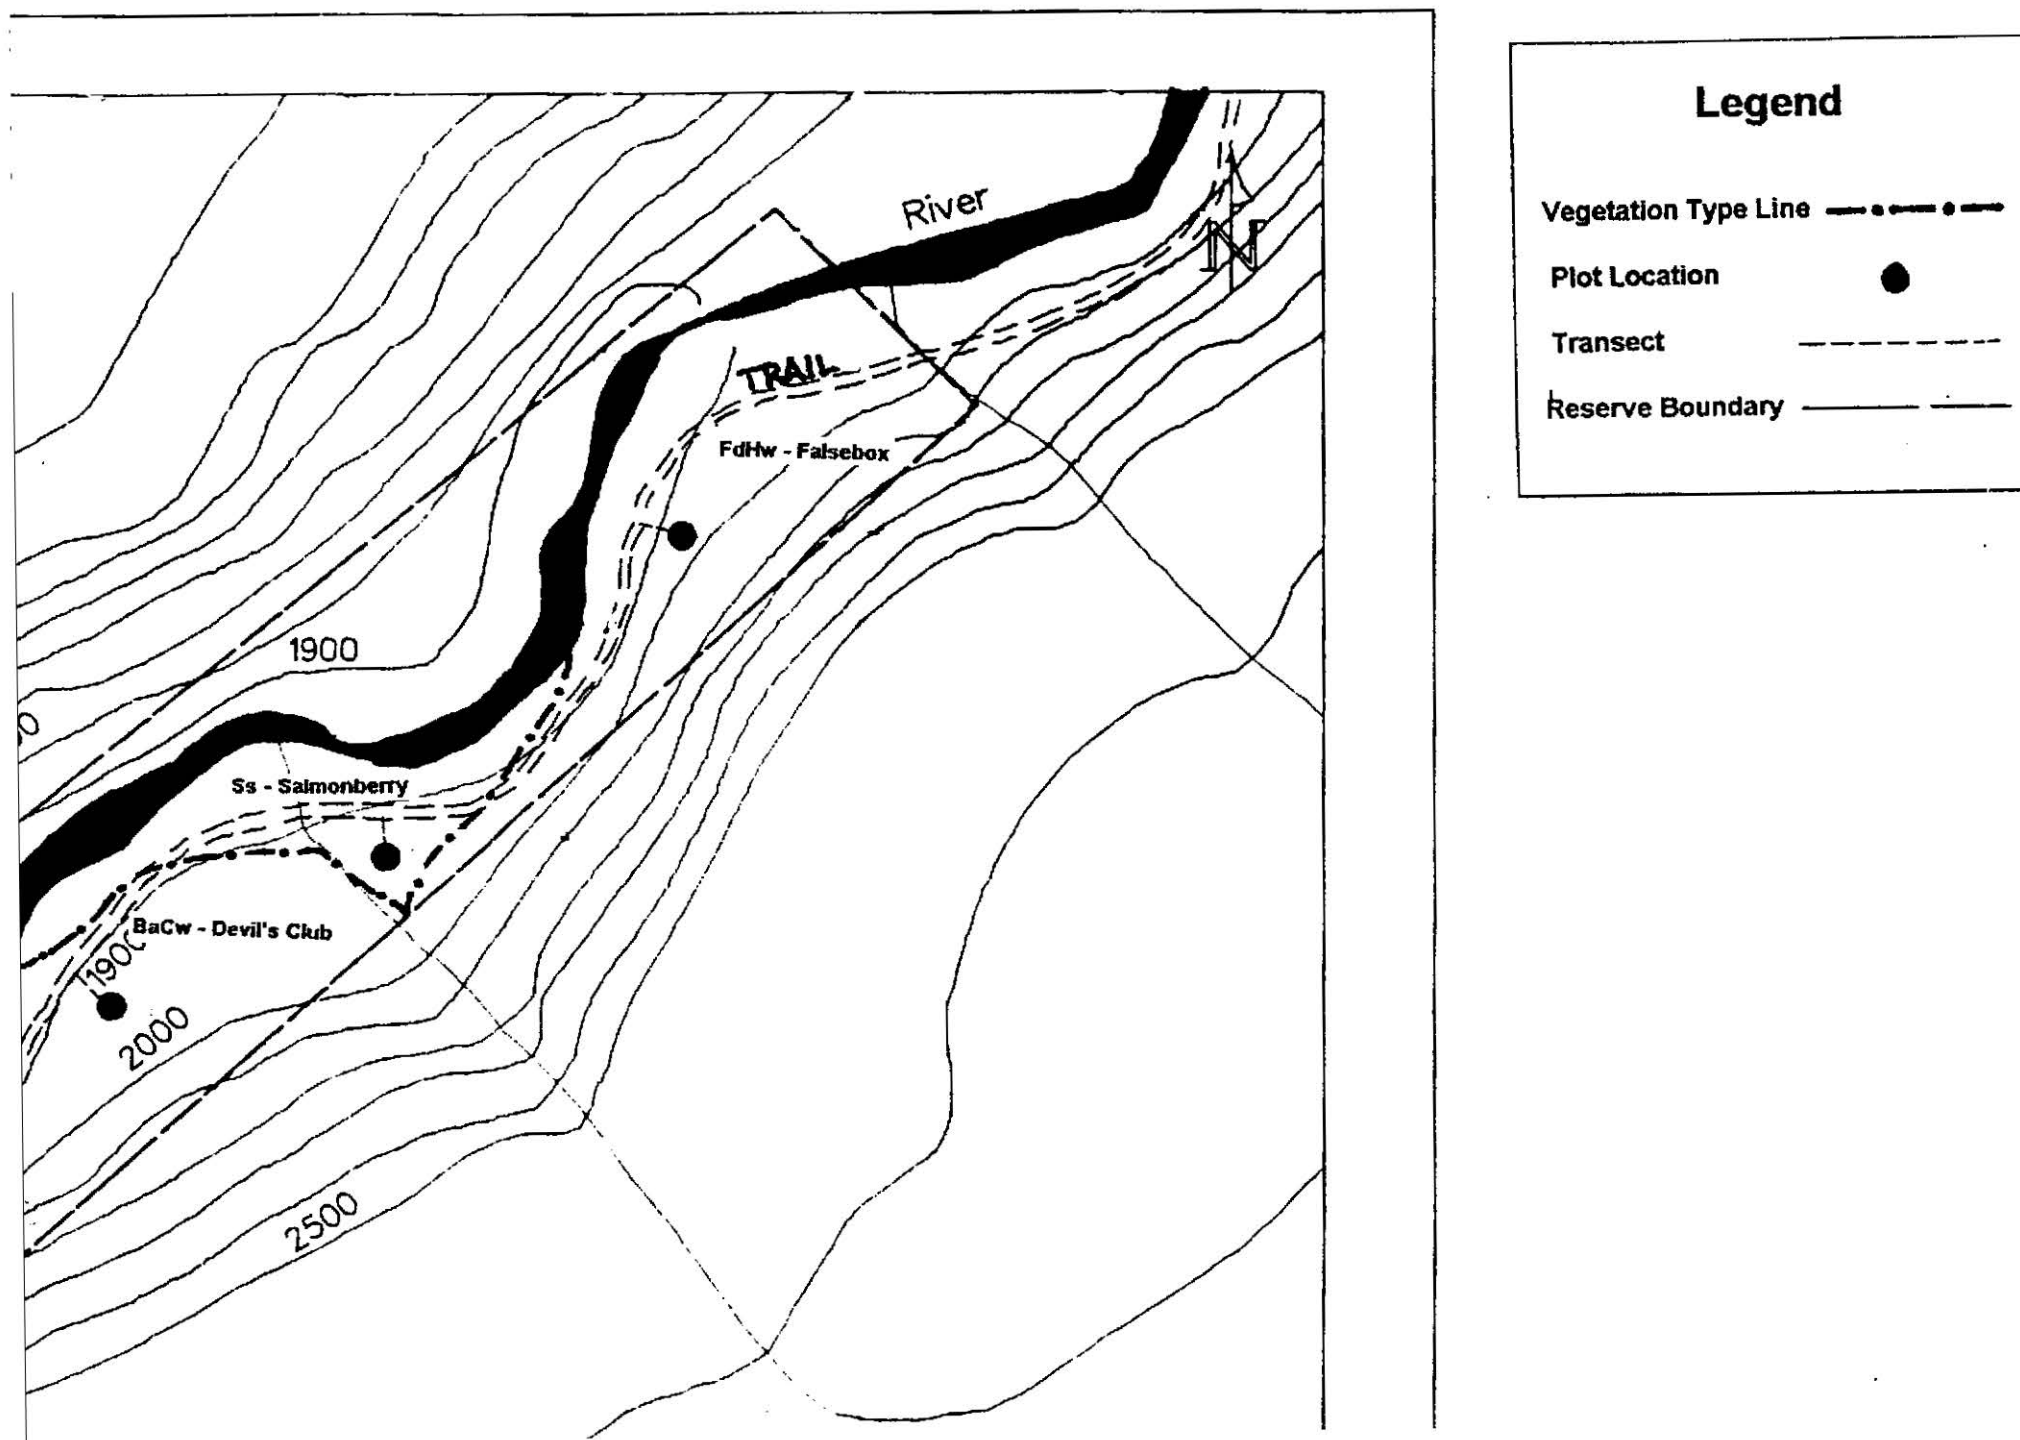 Legend
Vegetation Type Line
Plot Location
Transect
Reserve Boundary
River
N
TRAIL
FdHw - Falsebox
1900
Ss - Salmonberry
BaCw - Devil's Club
1900
2000
2500